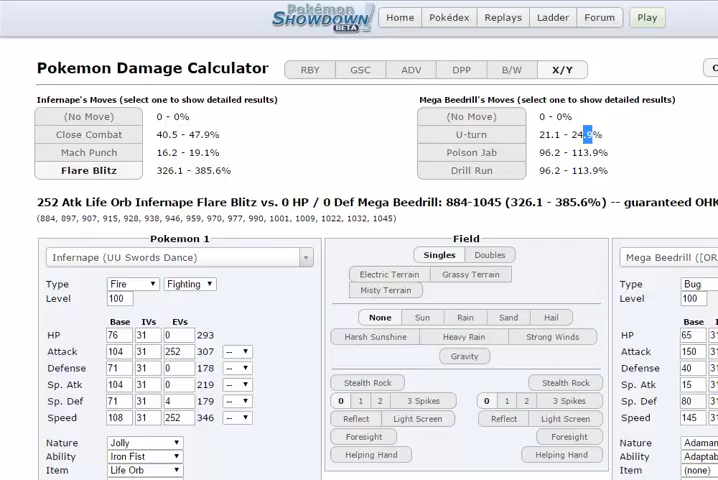 Pokémon
SHOWDOWN!
BETA
Home Pokédex Replays Ladder Forum Play
Pokemon Damage Calculator RBY GSC ADV DPP B/W X/Y
Infernape's Moves (select one to show detailed results) Mega Beedrill's Moves (select one to show detailed results)
(No Move) 0 - 0% (No Move) 0 - 0%
Close Combat 40.5 - 47.9% U-turn 21.1 - 24.9%
Mach Punch 16.2 - 19.1% Poison Jab 96.2 - 113.9%
Flare Blitz 326.1 - 385.6% Drill Run 96.2 - 113.9%
252 Atk Life Orb Infernape Flare Blitz vs. 0 HP / 0 Def Mega Beedrill: 884-1045 (326.1 - 385.6%) -- guaranteed OHK
(884, 897, 907, 915, 928, 938, 946, 959, 970, 977, 990, 1001, 1009, 1022, 1032, 1045)
Pokemon 1 Field
Infernape (UU Swords Dance) Singles Doubles Mega Beedrill ([OR
Electric Terrain Grassy Terrain
Type Fire Fighting Misty Terrain Type Bug
Level 100 Level 100
None Sun Rain Sand Hail
Base IVs EVs Base
HP 76 31 0 293 Harsh Sunshine Heavy Rain Strong Winds HP 65 31
Attack 104 31 252 307 -- Gravity Attack 150 31
Defense 71 31 0 178 -- Defense 40 31
Sp. Atk 104 31 0 219 -- Stealth Rock Stealth Rock Sp. Atk 15 31
Sp. Def 71 31 4 179 -- 0 1 2 3 Spikes 0 1 2 3 Spikes Sp. Def 80 31
Speed 108 31 252 346 -- Reflect Light Screen Reflect Light Screen Speed 145 31
Foresight Foresight
Nature Jolly Nature Adaman
Ability Iron Fist Helping Hand Helping Hand Ability Adaptab
Item Life Orb Item (none)